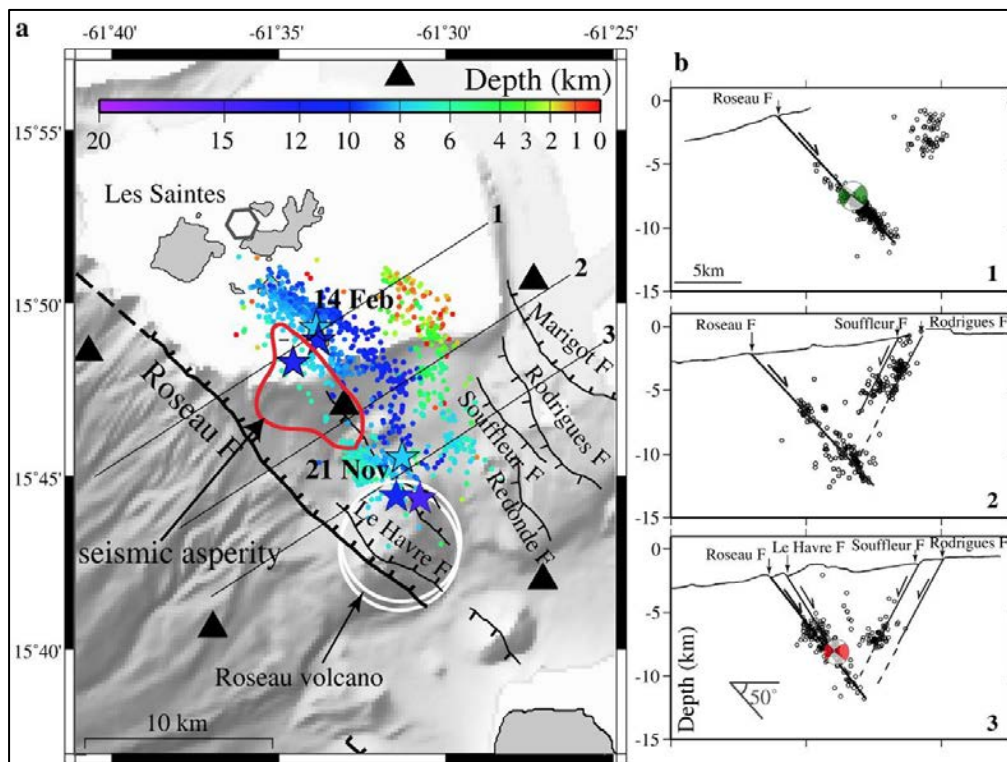 a
-61°40'
-61°35'
-61°30'
-61°25'
Depth (km)
20
15
12
10
8
6
4
3
2
1
0
15°55'
15°50'
15°45'
15°40'
Les Saintes
1
2
3
14 Feb
21 Nov
Roseau F
Marigot F
Rodrigues F
Souffleur F
Redonde F
Le Havre F
seismic asperity
Roseau volcano
10 km
b
Roseau F
0
-5
-10
-15
5km
1
Roseau F
Souffleur F
Rodrigues F
0
-5
-10
-15
2
Roseau F
Le Havre F
Souffleur F
Rodrigues F
0
-5
-10
-15
Depth (km)
50°
3